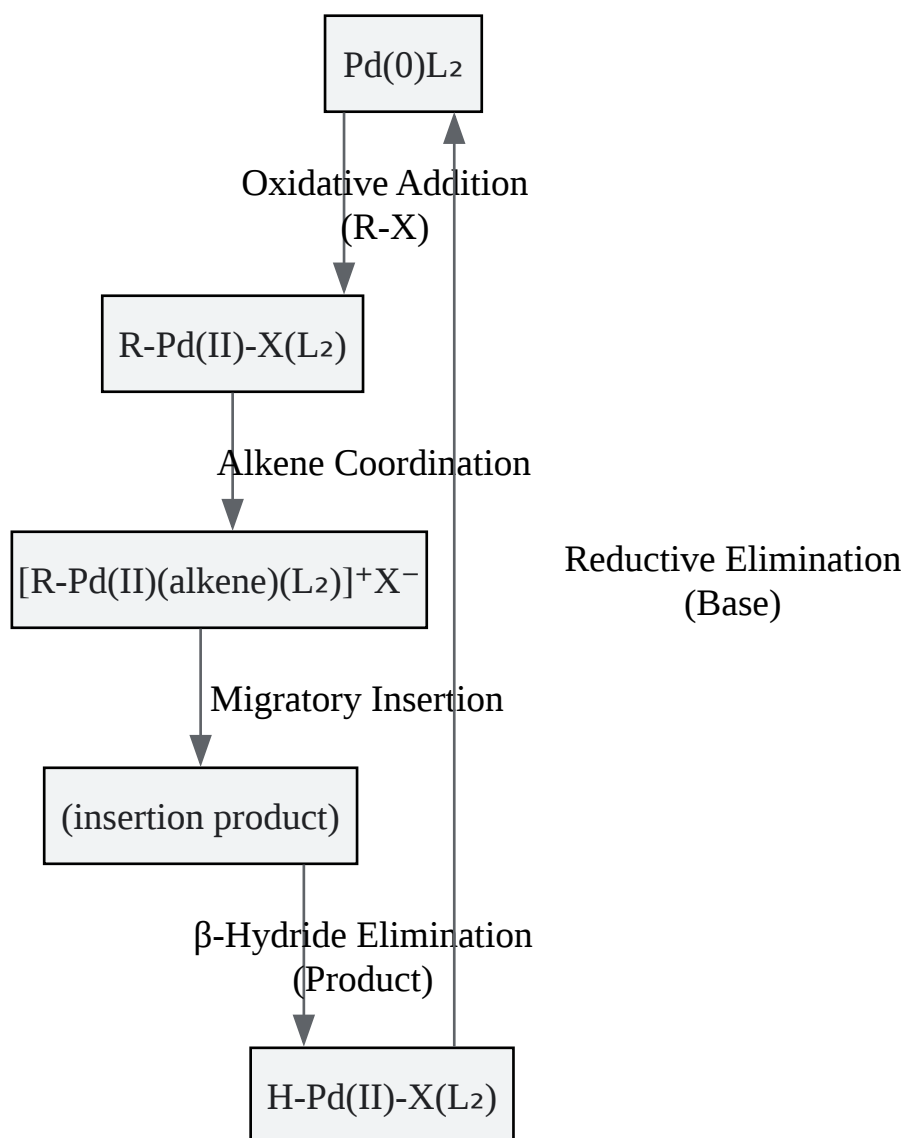 Pd(0)L₂
Oxidative Addition
(R-X)
R-Pd(II)-X(L₂)
Alkene Coordination
[R-Pd(II)(alkene)(L₂)]⁺X⁻
Reductive Elimination
(Base)
Migratory Insertion
(insertion product)
β-Hydride Elimination
(Product)
H-Pd(II)-X(L₂)